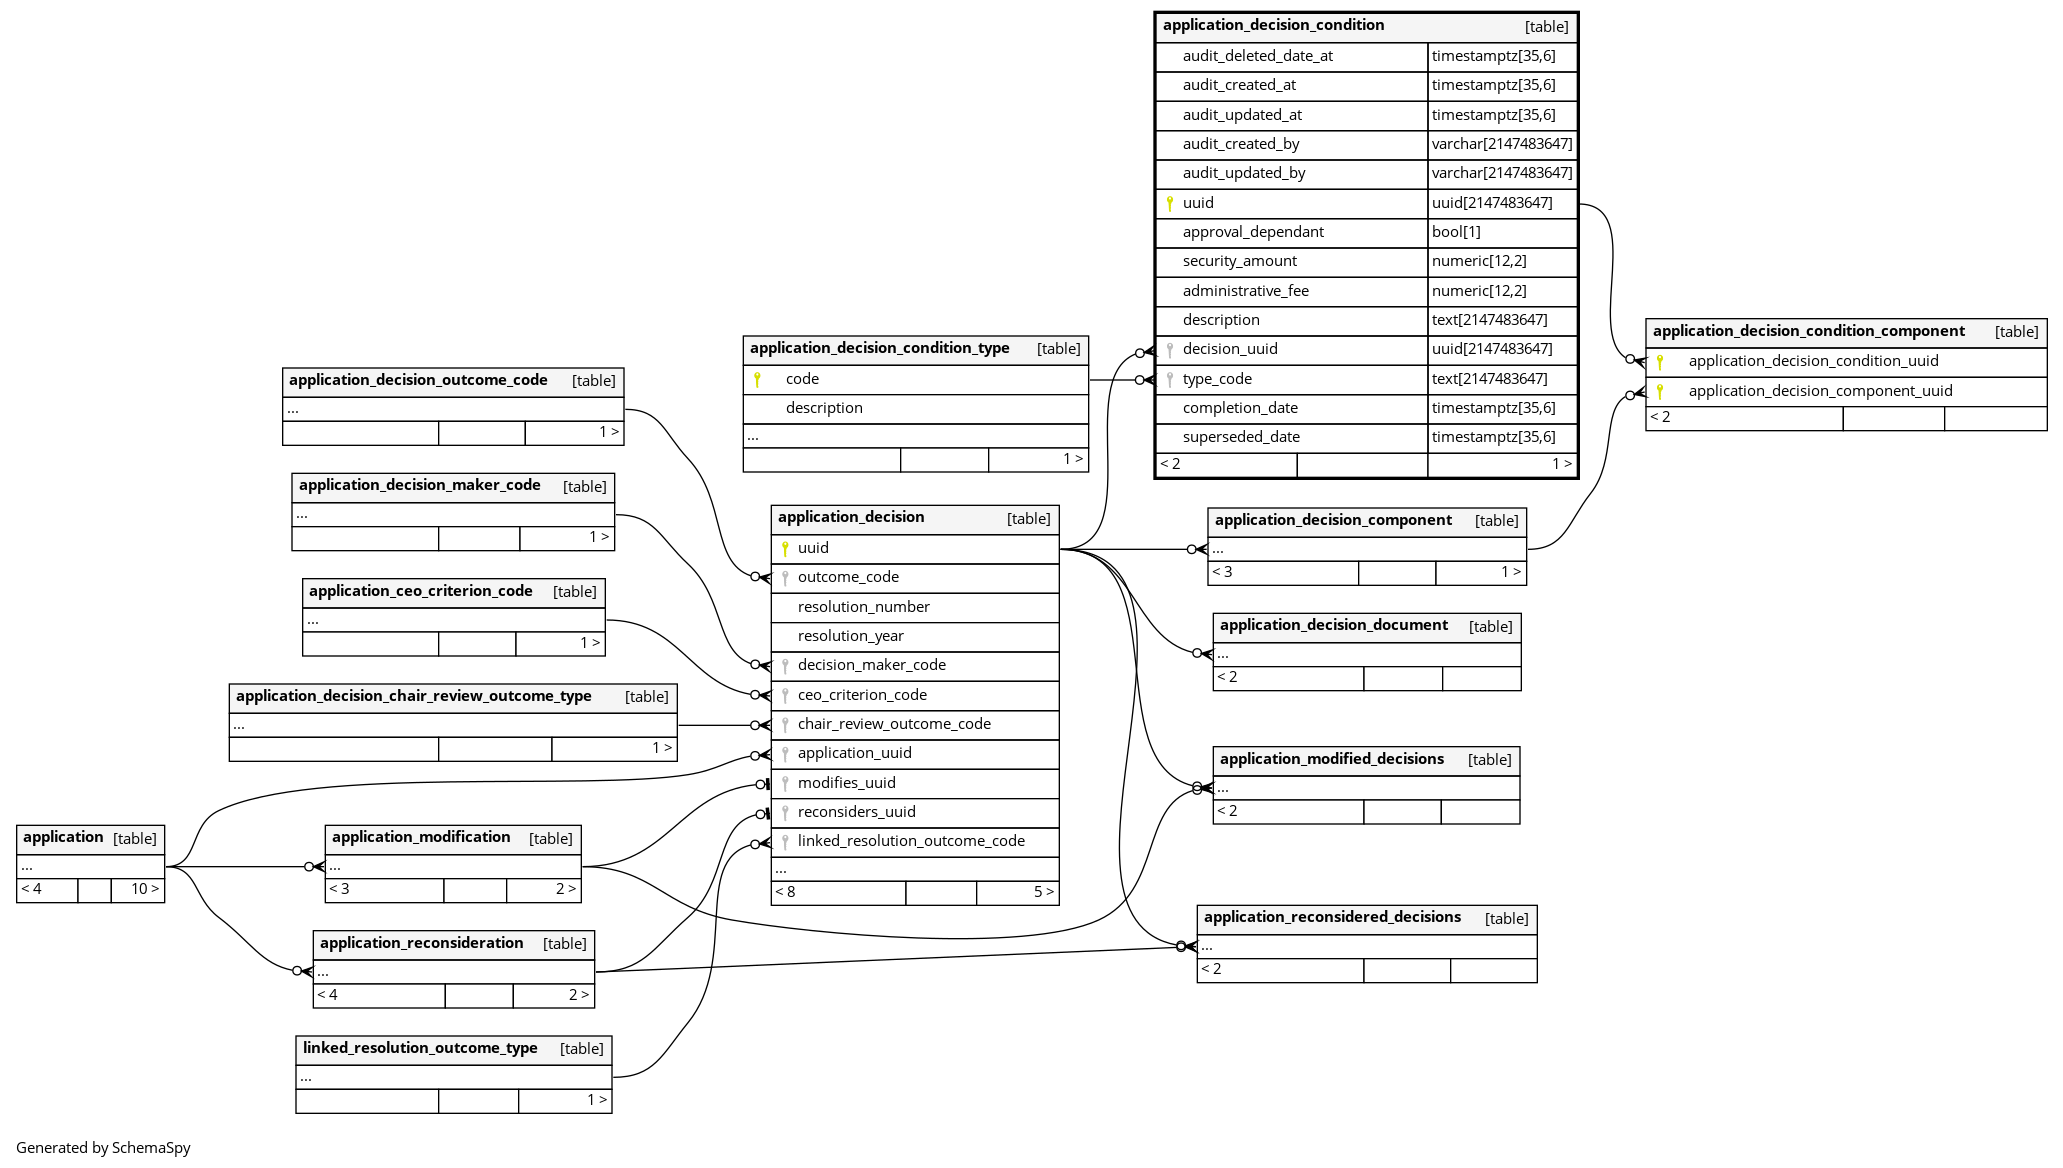 application_decision_condition [table]
audit_deleted_date_at timestamptz[35,6]
audit_created_at timestamptz[35,6]
audit_updated_at timestamptz[35,6]
audit_created_by varchar[2147483647]
audit_updated_by varchar[2147483647]
uuid uuid[2147483647]
approval_dependant bool[1]
security_amount numeric[12,2]
administrative_fee numeric[12,2]
description text[2147483647]
decision_uuid uuid[2147483647]
type_code text[2147483647]
completion_date timestamptz[35,6]
superseded_date timestamptz[35,6]
< 2 1 >
application_decision_condition_component [table]
application_decision_condition_uuid
application_decision_component_uuid
< 2
application_decision_condition_type [table]
code
description
...
1 >
application_decision_outcome_code [table]
...
1 >
application_decision_maker_code [table]
...
1 >
application_ceo_criterion_code [table]
...
1 >
application_decision_chair_review_outcome_type [table]
...
1 >
application [table]
...
< 4 10 >
application_modification [table]
...
< 3 2 >
application_reconsideration [table]
...
< 4 2 >
linked_resolution_outcome_type [table]
...
1 >
application_decision [table]
uuid
outcome_code
resolution_number
resolution_year
decision_maker_code
ceo_criterion_code
chair_review_outcome_code
application_uuid
modifies_uuid
reconsiders_uuid
linked_resolution_outcome_code
...
< 8 5 >
application_decision_component [table]
...
< 3 1 >
application_decision_document [table]
...
< 2
application_modified_decisions [table]
...
< 2
application_reconsidered_decisions [table]
...
< 2
Generated by SchemaSpy